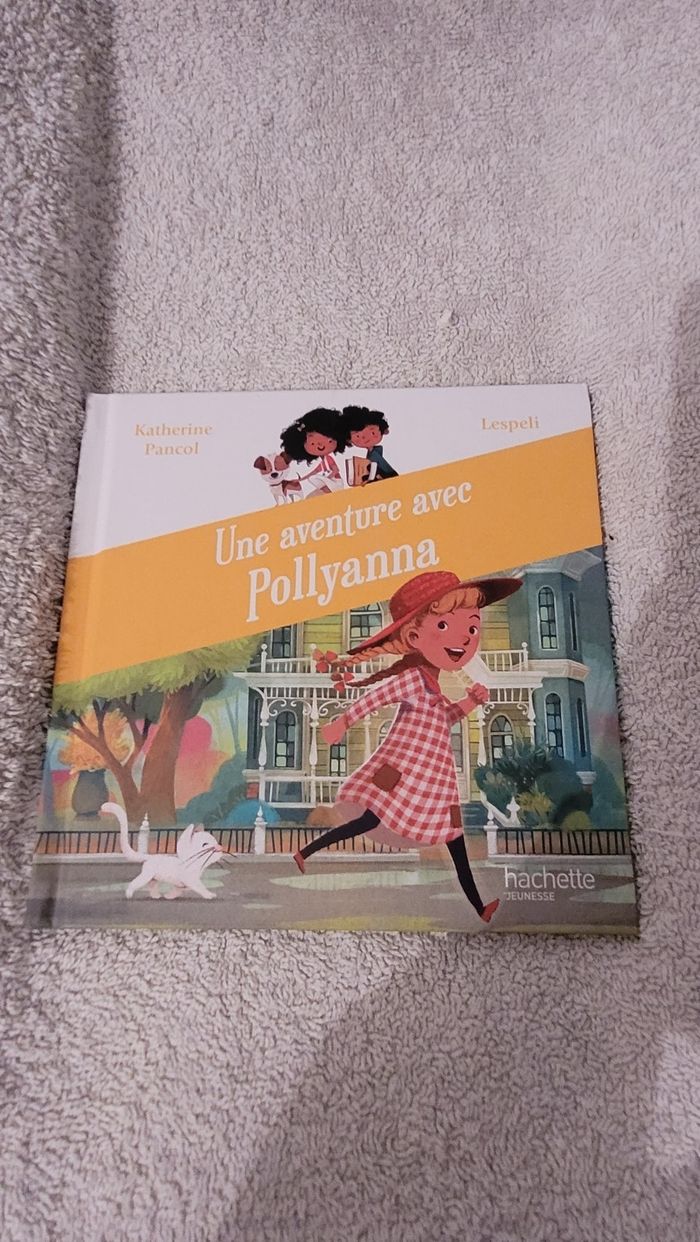 Katherine
Pancol
Lespeli
Une aventure avec
Pollyanna
hachette
JEUNESSE